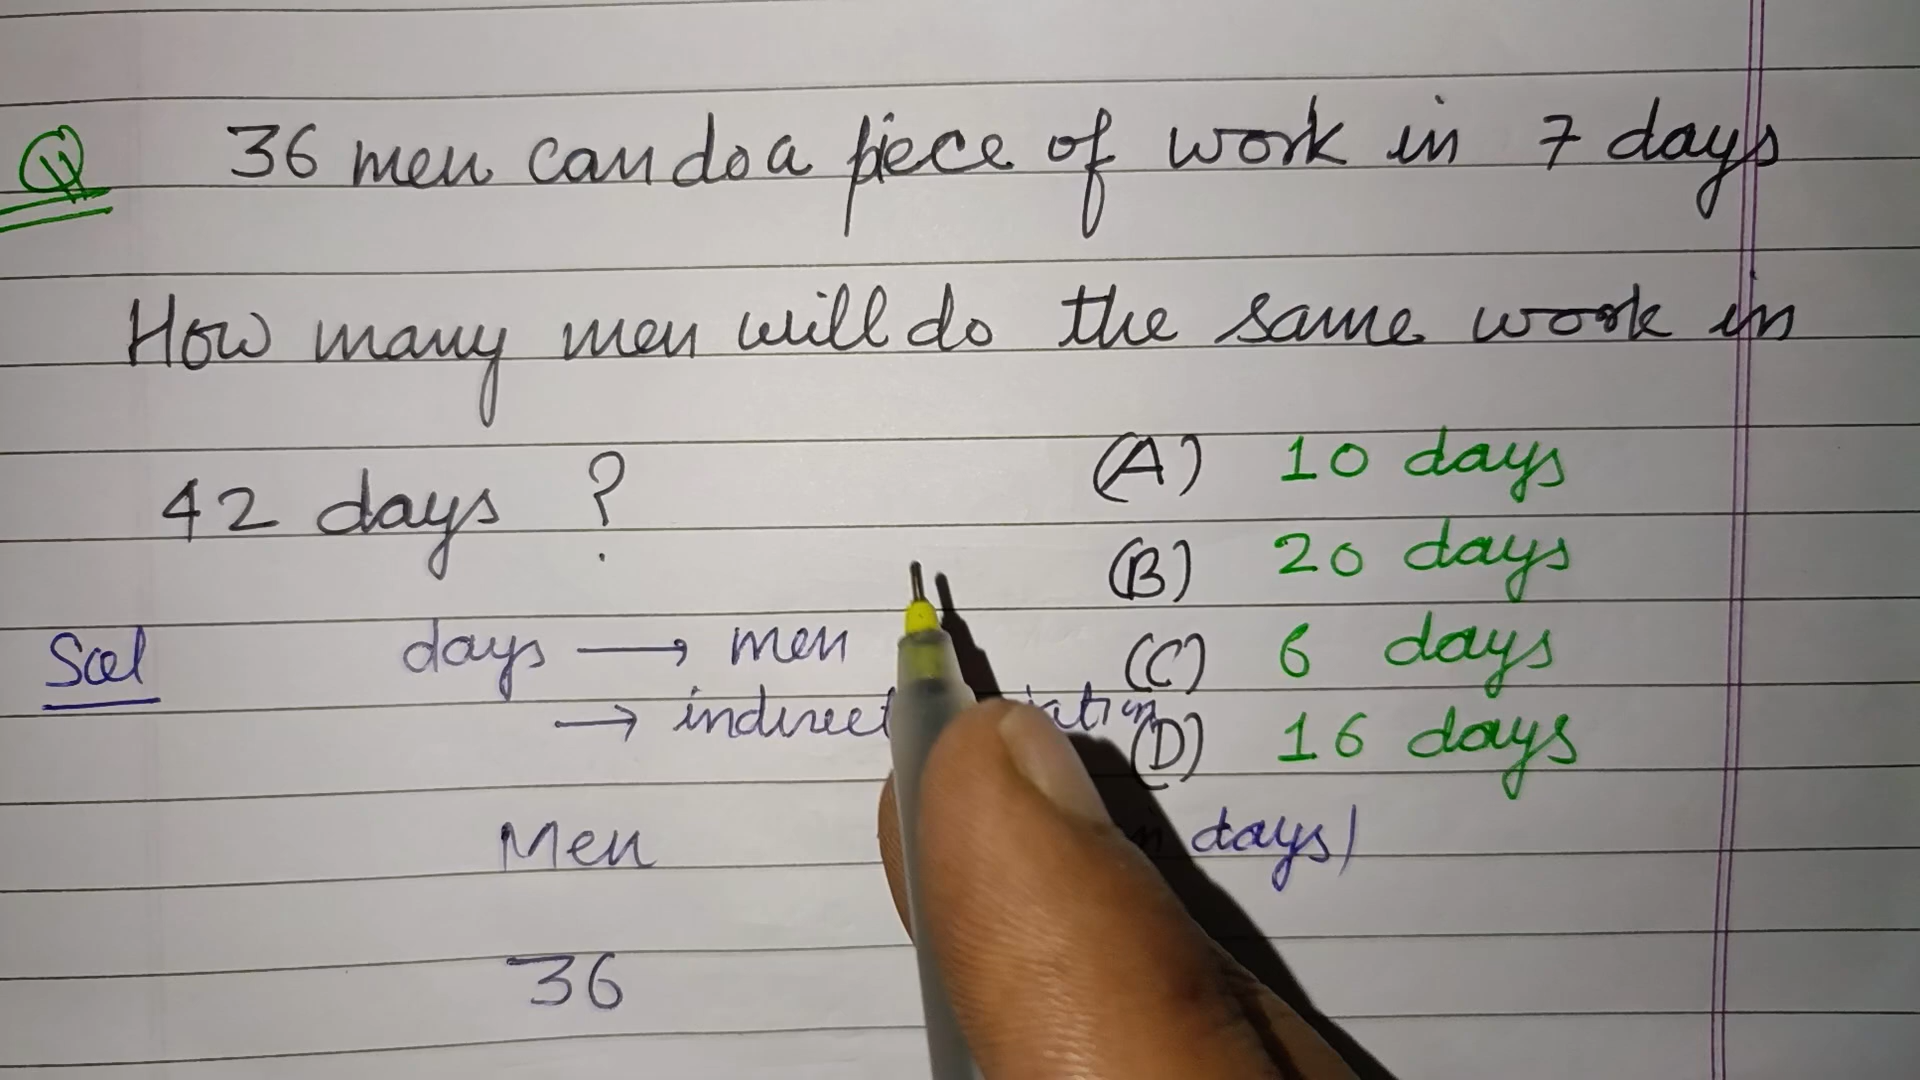 Q 36 men can do a piece of work in 7 days
How many men will do the same work in
42 days ?
(A) 10 days
(B) 20 days
(C) 6 days
(D) 16 days
Sol days → men
→ indirect
Men days)
36